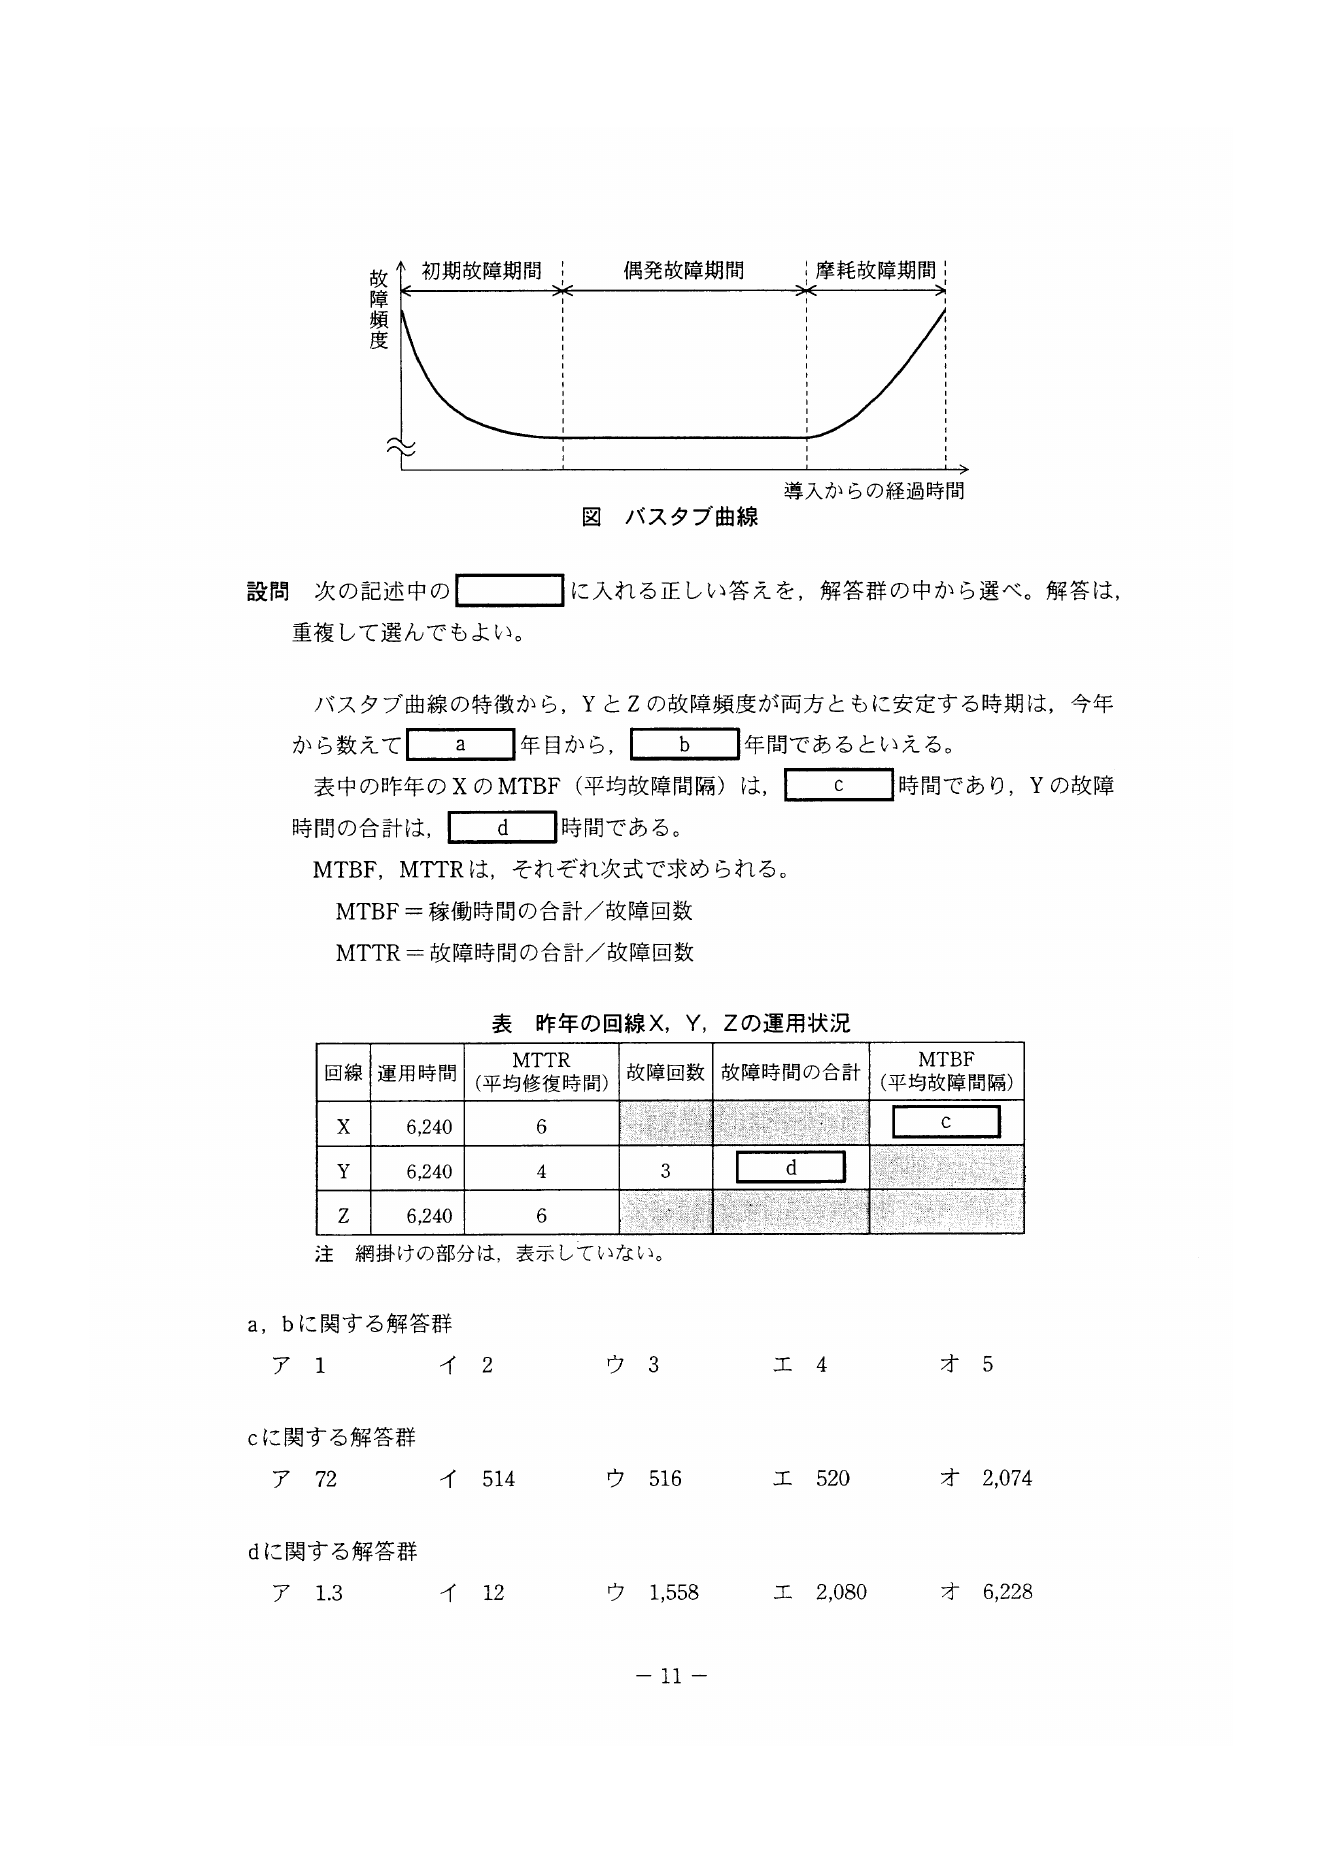 故障頻度
初期故障期間 偶発故障期間 摩耗故障期間
導入からの経過時間
図 バスタブ曲線
設問 次の記述中の に入れる正しい答えを，解答群の中から選べ。解答は，
重複して選んでもよい。
バスタブ曲線の特徴から，YとZの故障頻度が両方ともに安定する時期は，今年
から数えて a 年目から， b 年間であるといえる。
表中の昨年のXのMTBF（平均故障間隔）は， c 時間であり，Yの故障
時間の合計は， d 時間である。
MTBF，MTTRは，それぞれ次式で求められる。
MTBF＝稼働時間の合計／故障回数
MTTR＝故障時間の合計／故障回数
表 昨年の回線X，Y，Zの運用状況
回線 運用時間 MTTR（平均修復時間） 故障回数 故障時間の合計 MTBF（平均故障間隔）
X 6,240 6 c
Y 6,240 4 3 d
Z 6,240 6
注 網掛けの部分は，表示していない。
a，bに関する解答群
ア 1 イ 2 ウ 3 エ 4 オ 5
cに関する解答群
ア 72 イ 514 ウ 516 エ 520 オ 2,074
dに関する解答群
ア 1.3 イ 12 ウ 1,558 エ 2,080 オ 6,228
－ 11 －